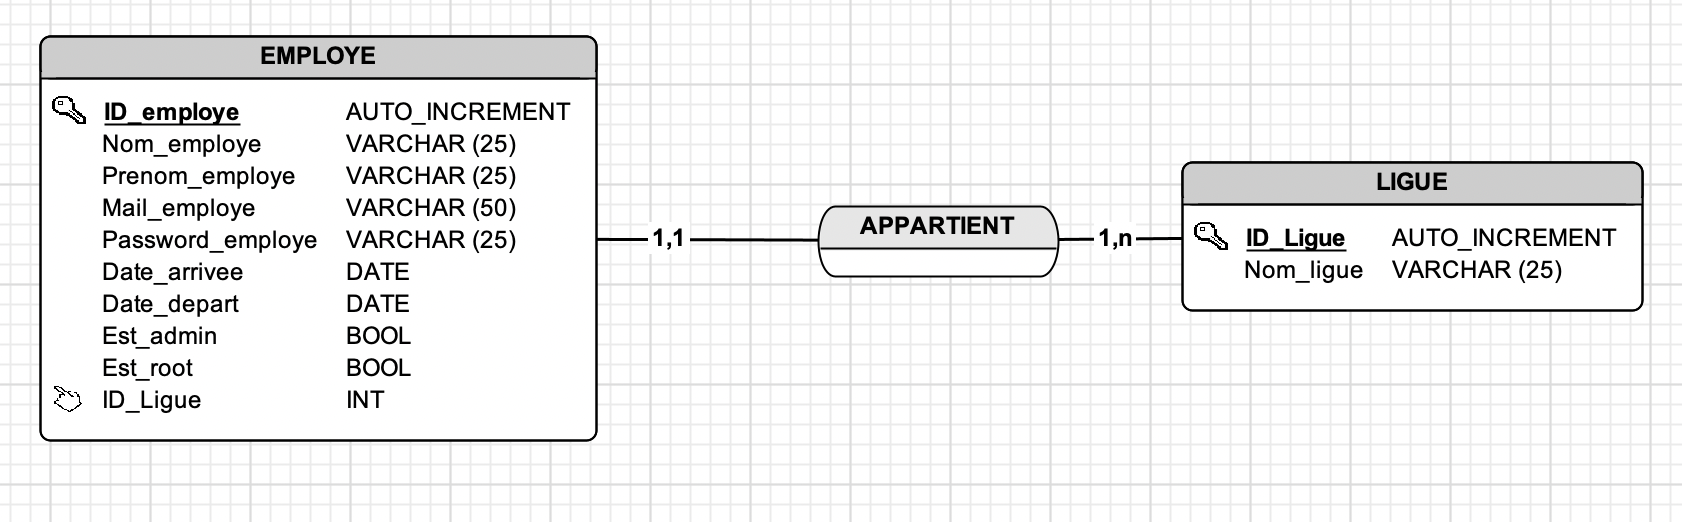 EMPLOYE
ID_employe AUTO_INCREMENT
Nom_employe VARCHAR (25)
Prenom_employe VARCHAR (25)
Mail_employe VARCHAR (50)
Password_employe VARCHAR (25)
Date_arrivee DATE
Date_depart DATE
Est_admin BOOL
Est_root BOOL
ID_Ligue INT
1,1
APPARTIENT
1,n
LIGUE
ID_Ligue AUTO_INCREMENT
Nom_ligue VARCHAR (25)